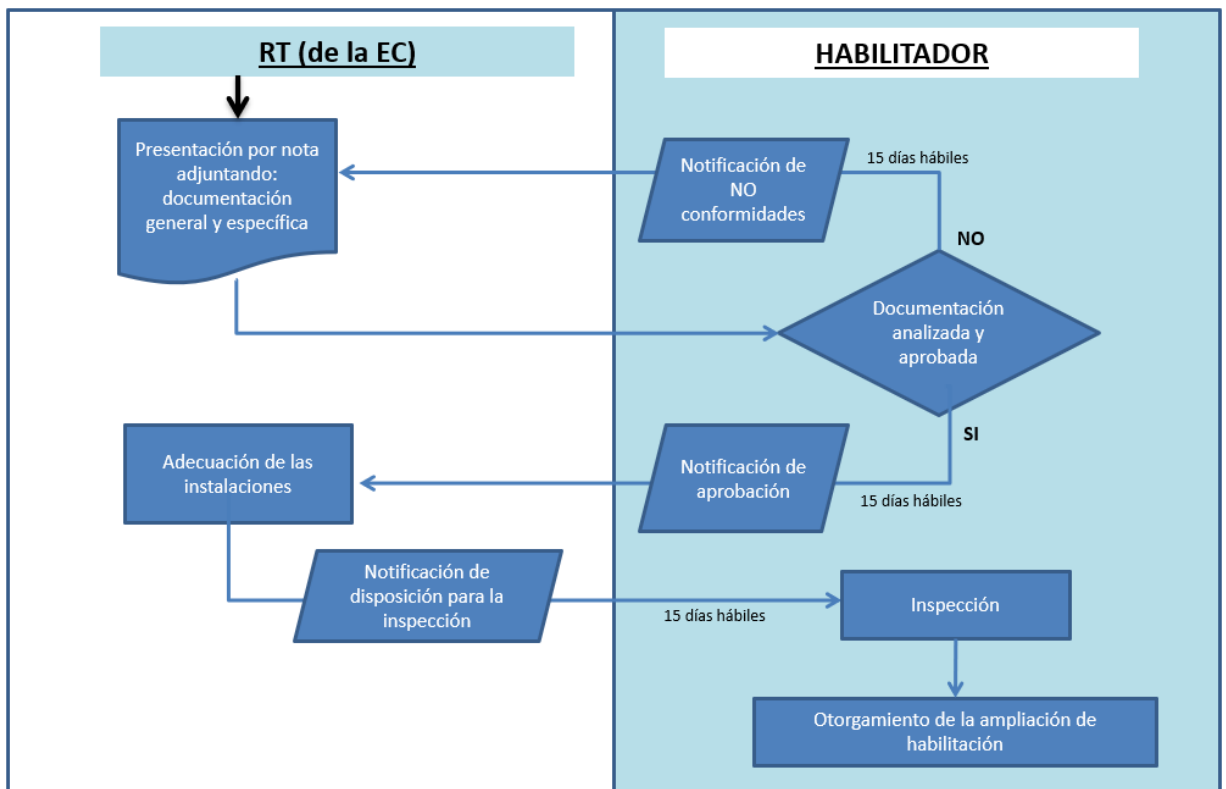 RT (de la EC)
HABILITADOR
Presentación por nota
adjuntando:
documentación
general y específica
Notificación de
NO
conformidades
15 días hábiles
NO
Documentación
analizada y
aprobada
SI
Adecuación de las
instalaciones
Notificación de
aprobación
15 días hábiles
Notificación de
disposición para la
inspección
15 días hábiles
Inspección
Otorgamiento de la ampliación de
habilitación